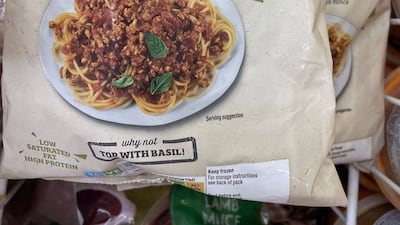 Serving suggestion
LOW
SATURATED
FAT
HIGH PROTEIN
why not
TOP WITH BASIL!
Keep frozen
For storage instructions
see back of pack
LAMB
MINCE